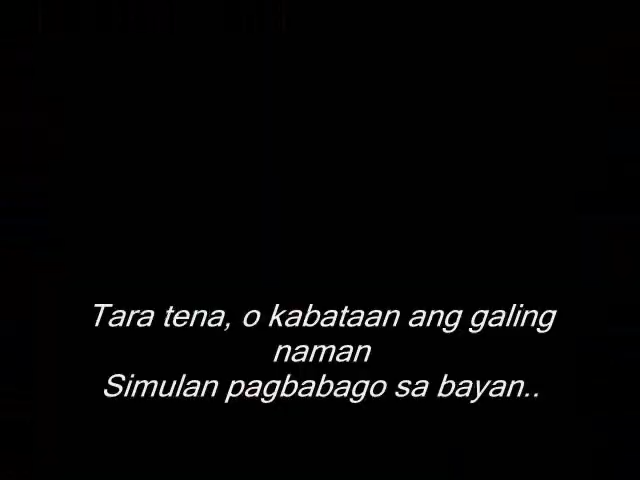 Tara tena, o kabataan ang galing
naman
Simulan pagbabago sa bayan..